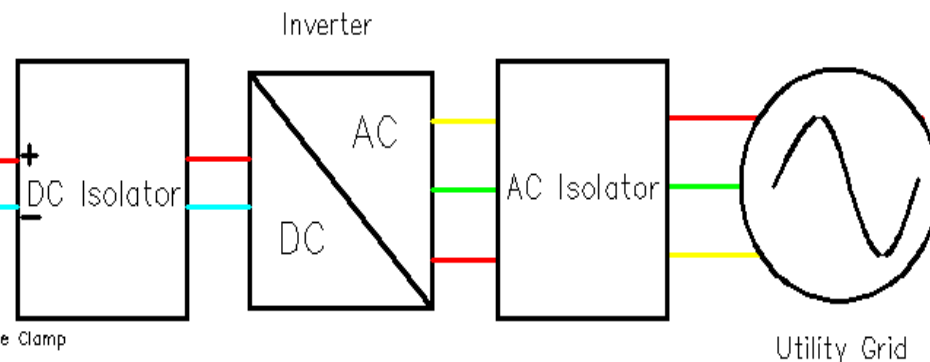 Inverter
+
DC Isolator
−
AC
DC
AC Isolator
e Clamp
Utility Grid